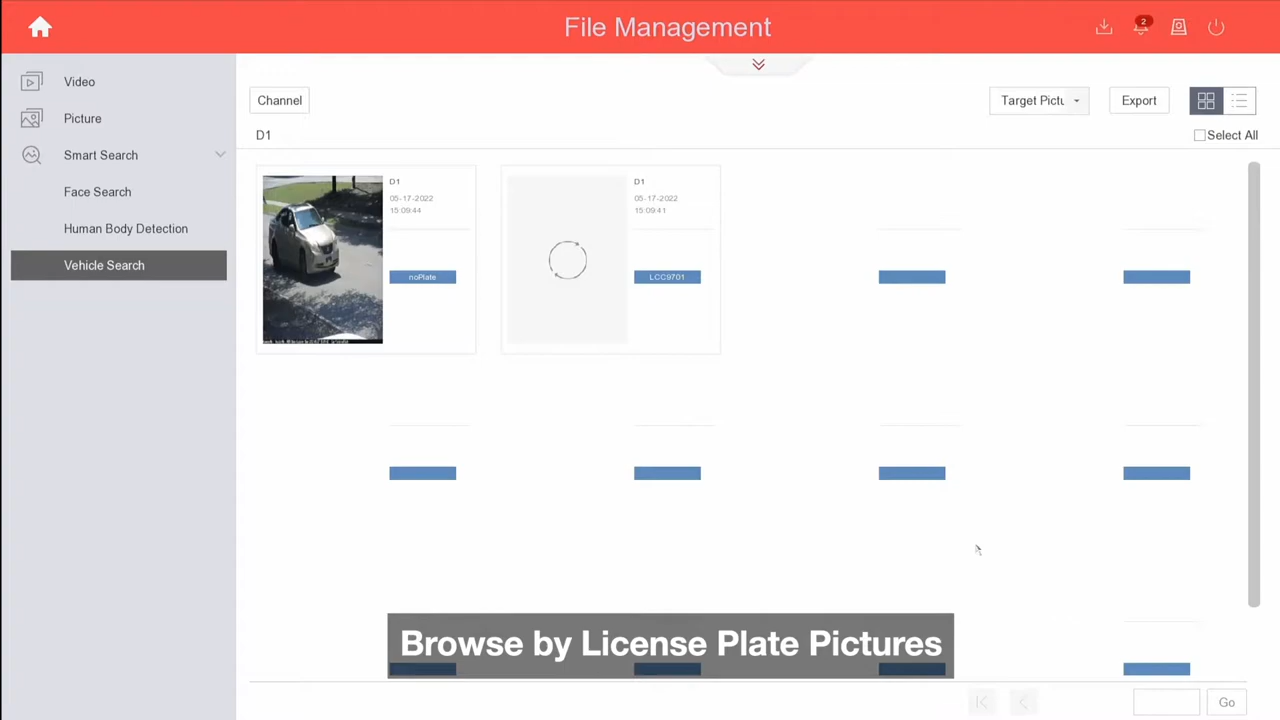 File Management
2
Video
Picture
Smart Search
Face Search
Human Body Detection
Vehicle Search
Channel
Target Pictu
Export
D1
Select All
D1
05-17-2022
15:09:44
noPlate
D1
05-17-2022
15:09:41
LCC9701
Browse by License Plate Pictures
Go